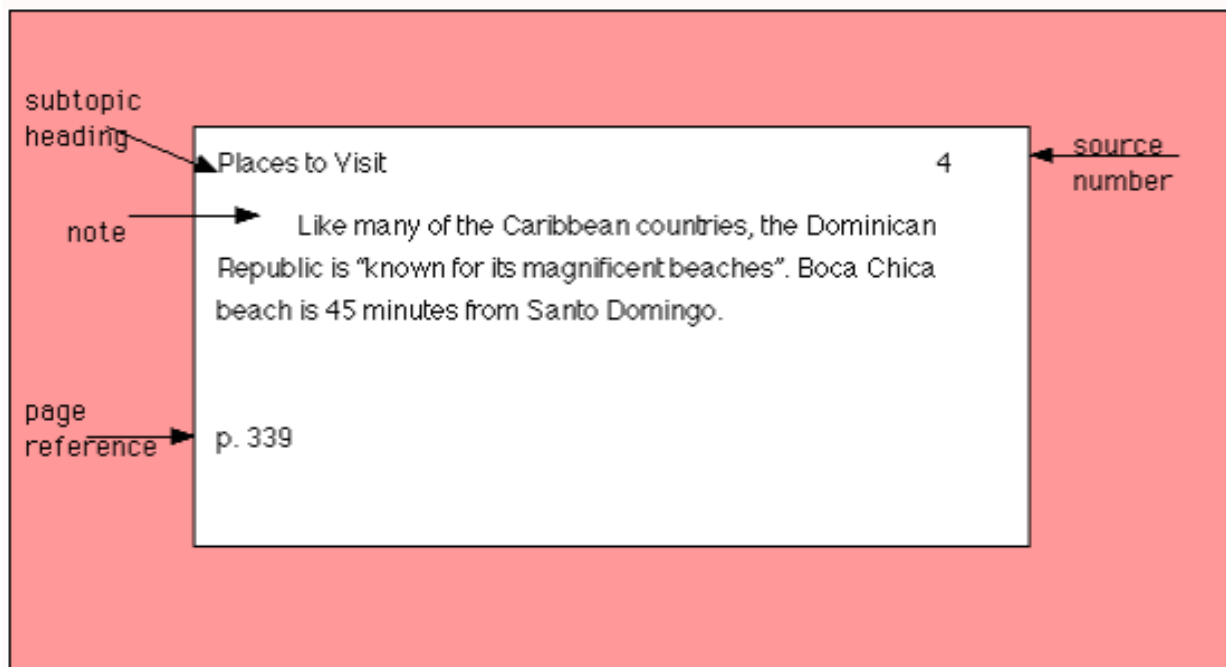 subtopic
heading
Places to Visit 4
source
number
note
Like many of the Caribbean countries, the Dominican
Republic is "known for its magnificent beaches". Boca Chica
beach is 45 minutes from Santo Domingo.
page
reference
p. 339